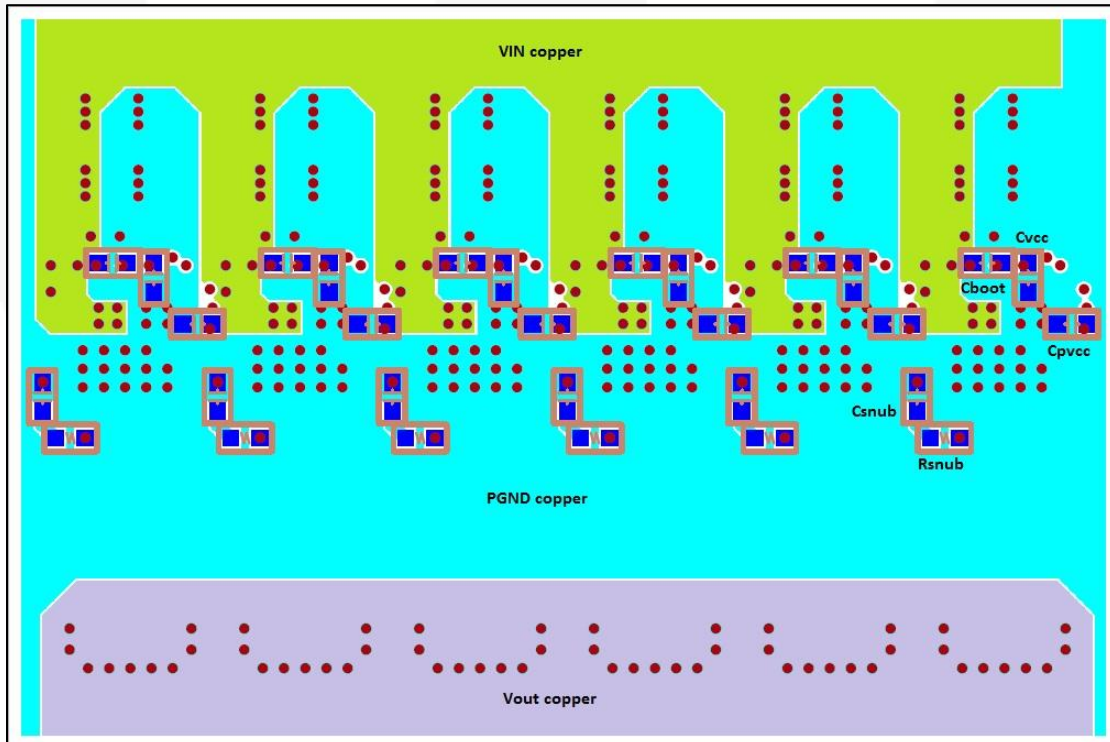 VIN copper
Cvcc
Cboot
Cpvcc
Csnub
Rsnub
PGND copper
Vout copper